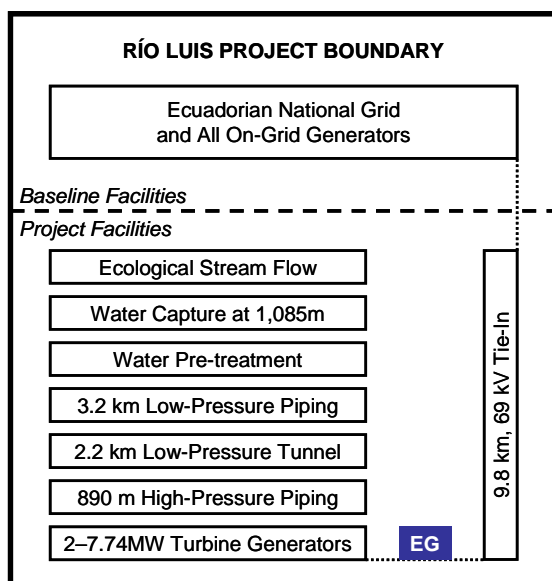 RÍO LUIS PROJECT BOUNDARY
Ecuadorian National Grid
and All On-Grid Generators
Baseline Facilities
Project Facilities
Ecological Stream Flow
Water Capture at 1,085m
Water Pre-treatment
3.2 km Low-Pressure Piping
2.2 km Low-Pressure Tunnel
890 m High-Pressure Piping
2–7.74MW Turbine Generators
EG
9.8 km, 69 kV Tie-In